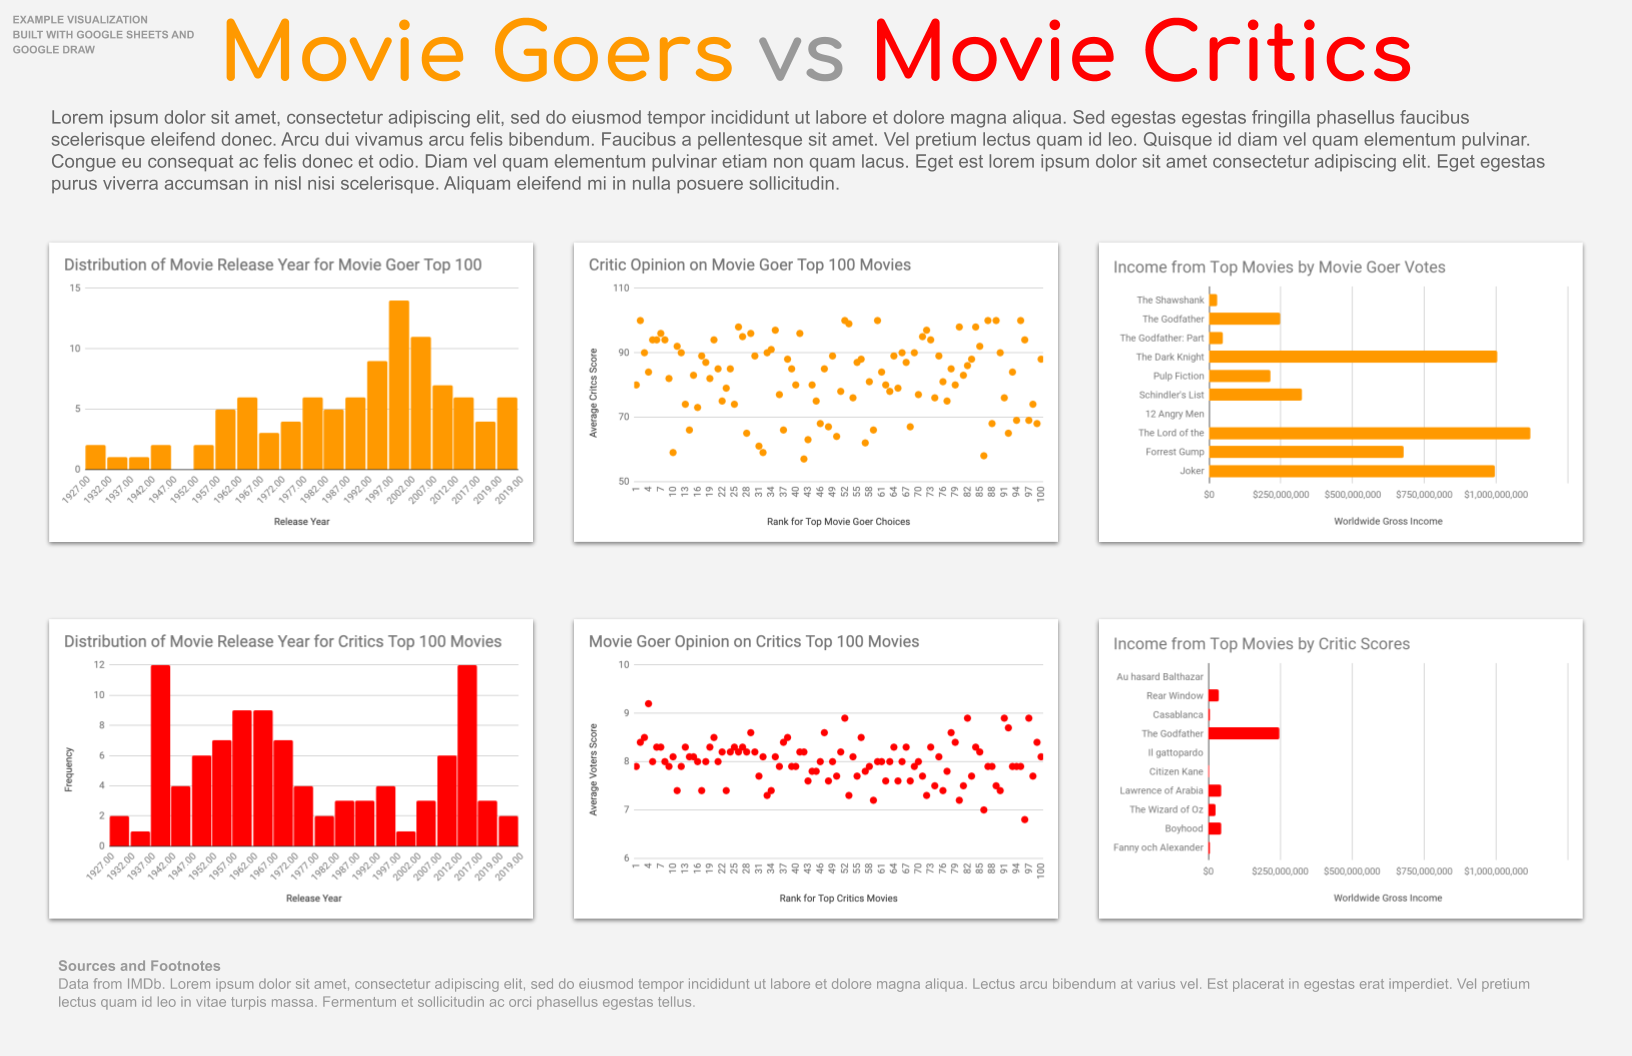 EXAMPLE VISUALIZATION
BUILT WITH GOOGLE SHEETS AND
GOOGLE DRAW
Movie Goers vs Movie Critics
Lorem ipsum dolor sit amet, consectetur adipiscing elit, sed do eiusmod tempor incididunt ut labore et dolore magna aliqua. Sed egestas egestas fringilla phasellus faucibus
scelerisque eleifend donec. Arcu dui vivamus arcu felis bibendum. Faucibus a pellentesque sit amet. Vel pretium lectus quam id leo. Quisque id diam vel quam elementum pulvinar.
Congue eu consequat ac felis donec et odio. Diam vel quam elementum pulvinar etiam non quam lacus. Eget est lorem ipsum dolor sit amet consectetur adipiscing elit. Eget egestas
purus viverra accumsan in nisl nisi scelerisque. Aliquam eleifend mi in nulla posuere sollicitudin.
Distribution of Movie Release Year for Movie Goer Top 100
15
10
5
0
1927.00 1932.00 1937.00 1942.00 1947.00 1952.00 1957.00 1962.00 1967.00 1972.00 1977.00 1982.00 1987.00 1992.00 1997.00 2002.00 2007.00 2012.00 2017.00 2019.00 2019.00
Release Year
Critic Opinion on Movie Goer Top 100 Movies
Average Critcs Score
110
90
70
50
1 4 7 10 13 16 19 22 25 28 31 34 37 40 43 46 49 52 55 58 61 64 67 70 73 76 79 82 85 88 91 94 97 100
Rank for Top Movie Goer Choices
Income from Top Movies by Movie Goer Votes
The Shawshank
The Godfather
The Godfather: Part
The Dark Knight
Pulp Fiction
Schindler's List
12 Angry Men
The Lord of the
Forrest Gump
Joker
$0 $250,000,000 $500,000,000 $750,000,000 $1,000,000,000
Worldwide Gross Income
Distribution of Movie Release Year for Critics Top 100 Movies
Frequency
12
10
8
6
4
2
0
1927.00 1932.00 1937.00 1942.00 1947.00 1952.00 1957.00 1962.00 1967.00 1972.00 1977.00 1982.00 1987.00 1992.00 1997.00 2002.00 2007.00 2012.00 2017.00 2019.00 2019.00
Release Year
Movie Goer Opinion on Critics Top 100 Movies
Average Voters Score
10
9
8
7
6
1 4 7 10 13 16 19 22 25 28 31 34 37 40 43 46 49 52 55 58 61 64 67 70 73 76 79 82 85 88 91 94 97 100
Rank for Top Critics Movies
Income from Top Movies by Critic Scores
Au hasard Balthazar
Rear Window
Casablanca
The Godfather
Il gattopardo
Citizen Kane
Lawrence of Arabia
The Wizard of Oz
Boyhood
Fanny och Alexander
$0 $250,000,000 $500,000,000 $750,000,000 $1,000,000,000
Worldwide Gross Income
Sources and Footnotes
Data from IMDb. Lorem ipsum dolor sit amet, consectetur adipiscing elit, sed do eiusmod tempor incididunt ut labore et dolore magna aliqua. Lectus arcu bibendum at varius vel. Est placerat in egestas erat imperdiet. Vel pretium
lectus quam id leo in vitae turpis massa. Fermentum et sollicitudin ac orci phasellus egestas tellus.